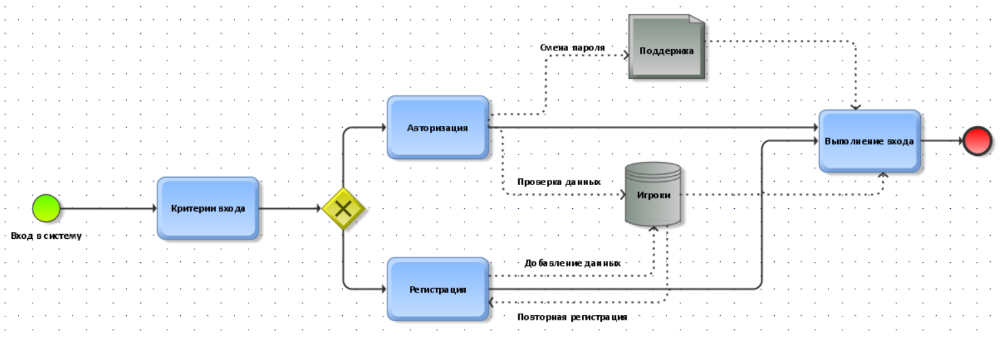 Смена пароля
Поддержка
Авторизация
Выполнение входа
Проверка данных
Игроки
Критерии входа
Вход в систему
Добавление данных
Регистрация
Повторная регистрация